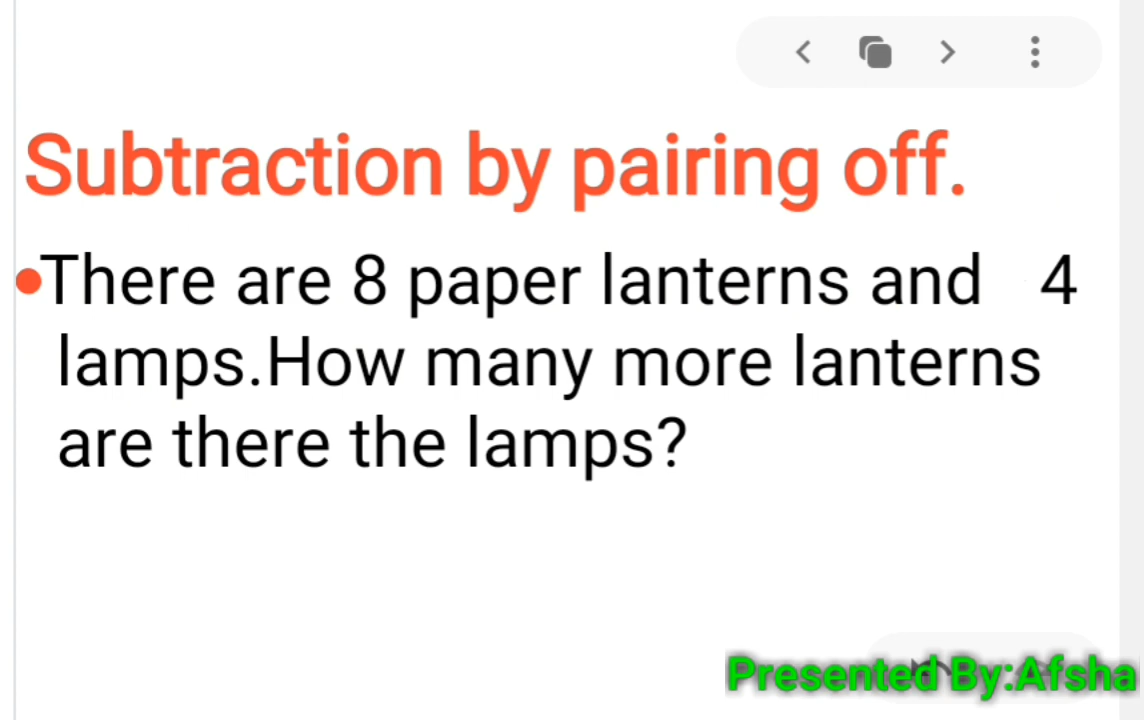 Subtraction by pairing off.
•There are 8 paper lanterns and 4
lamps.How many more lanterns
are there the lamps?
Presented By:Afsha